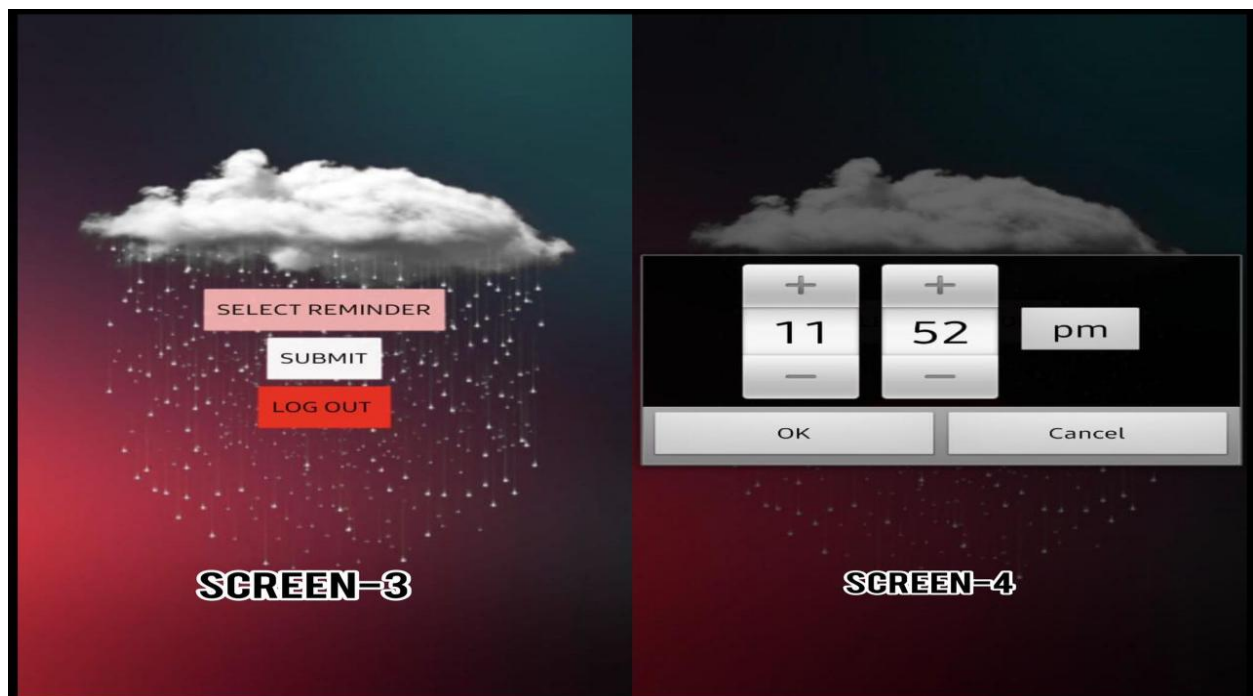 SELECT REMINDER
SUBMIT
LOG OUT
SCREEN-3
+ +
11 52 pm
- -
OK Cancel
SCREEN-4